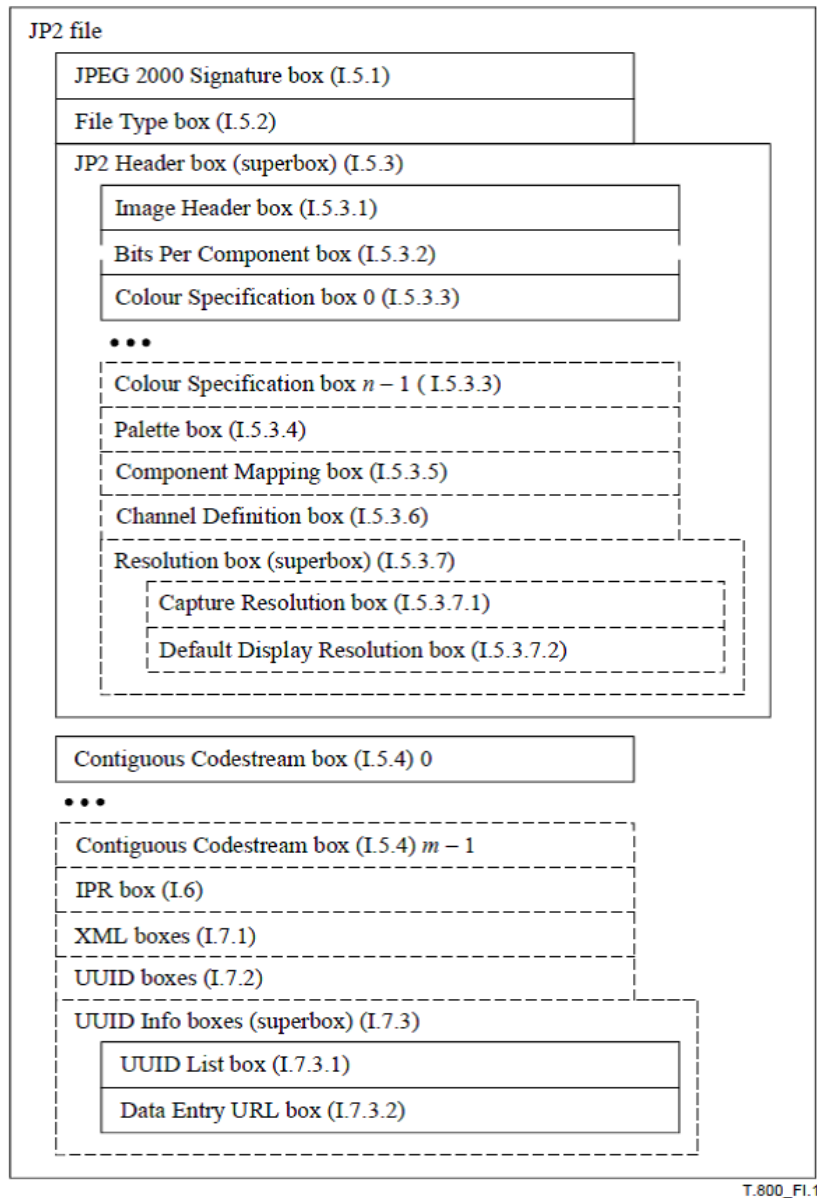 JP2 file
JPEG 2000 Signature box (I.5.1)
File Type box (I.5.2)
JP2 Header box (superbox) (I.5.3)
Image Header box (I.5.3.1)
Bits Per Component box (I.5.3.2)
Colour Specification box 0 (I.5.3.3)
•••
Colour Specification box n – 1 ( I.5.3.3)
Palette box (I.5.3.4)
Component Mapping box (I.5.3.5)
Channel Definition box (I.5.3.6)
Resolution box (superbox) (I.5.3.7)
Capture Resolution box (I.5.3.7.1)
Default Display Resolution box (I.5.3.7.2)
Contiguous Codestream box (I.5.4) 0
•••
Contiguous Codestream box (I.5.4) m – 1
IPR box (I.6)
XML boxes (I.7.1)
UUID boxes (I.7.2)
UUID Info boxes (superbox) (I.7.3)
UUID List box (I.7.3.1)
Data Entry URL box (I.7.3.2)
T.800_FI.1